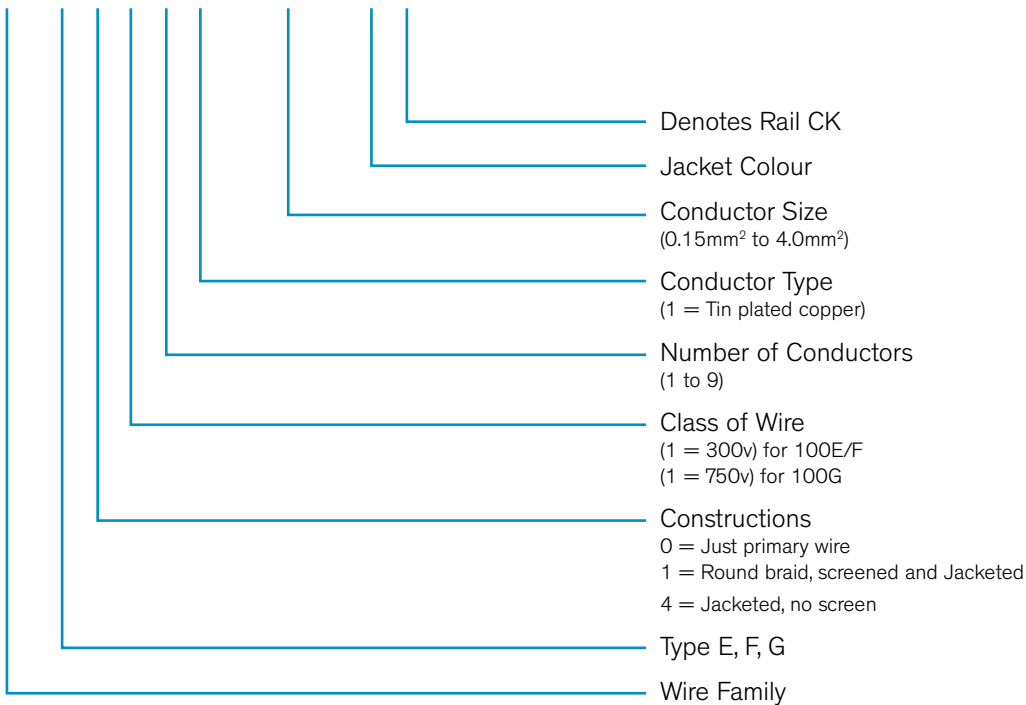 Denotes Rail CK
Jacket Colour
Conductor Size
(0.15mm² to 4.0mm²)
Conductor Type
(1 = Tin plated copper)
Number of Conductors
(1 to 9)
Class of Wire
(1 = 300v) for 100E/F
(1 = 750v) for 100G
Constructions
0 = Just primary wire
1 = Round braid, screened and Jacketed
4 = Jacketed, no screen
Type E, F, G
Wire Family